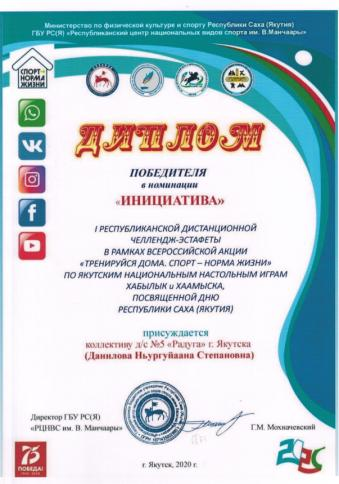 Министерство по физической культуре и спорту Республики Саха (Якутия)
ГБУ РС(Я) «Республиканский центр национальных видов спорта им. В.Манчаары»
СПОРТ-
НОРМА
ЖИЗНИ
ДИПЛОМ
ПОБЕДИТЕЛЯ
в номинации
«ИНИЦИАТИВА»
I РЕСПУБЛИКАНСКОЙ ДИСТАНЦИОННОЙ
ЧЕЛЛЕНДЖ-ЭСТАФЕТЫ
В РАМКАХ ВСЕРОССИЙСКОЙ АКЦИИ
«ТРЕНИРУЙСЯ ДОМА. СПОРТ – НОРМА ЖИЗНИ»
ПО ЯКУТСКИМ НАЦИОНАЛЬНЫМ НАСТОЛЬНЫМ ИГРАМ
ХАБЫЛЫК и ХААМЫСКА,
ПОСВЯЩЕННОЙ ДНЮ
РЕСПУБЛИКИ САХА (ЯКУТИЯ)
присуждается
коллективу д/с №5 «Радуга» г. Якутска
(Данилова Ньургуйаана Степановна)
Директор ГБУ РС(Я)
«РЦНВС им. В. Манчаары»
Г.М. Мохначевский
75
ПОБЕДА!
г. Якутск, 2020 г.